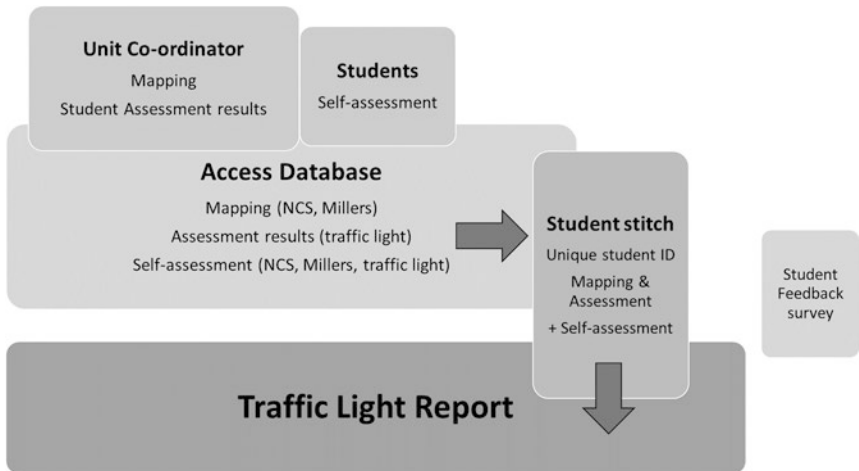 Unit Co-ordinator
Mapping
Student Assessment results
Students
Self-assessment
Access Database
Mapping (NCS, Millers)
Assessment results (traffic light)
Self-assessment (NCS, Millers, traffic light)
Student stitch
Unique student ID
Mapping &
Assessment
+ Self-assessment
Student
Feedback
survey
Traffic Light Report